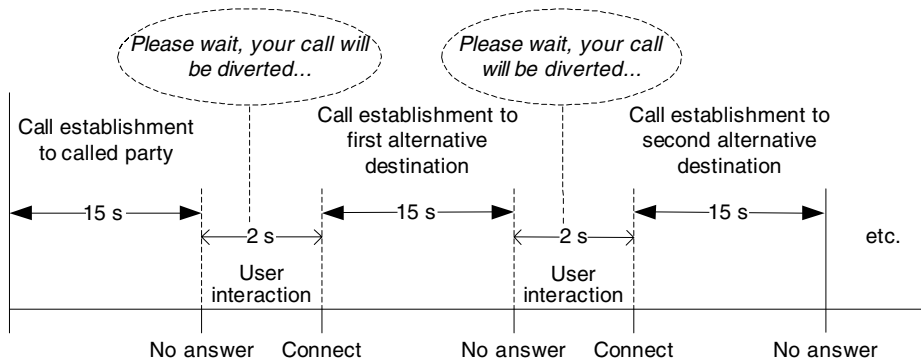 Please wait, your call will
be diverted...
Please wait, your call
will be diverted...
Call establishment
to called party
Call establishment to
first alternative
destination
Call establishment to
second alternative
destination
15 s
2 s
15 s
2 s
15 s
etc.
User
interaction
User
interaction
No answer
Connect
No answer
Connect
No answer